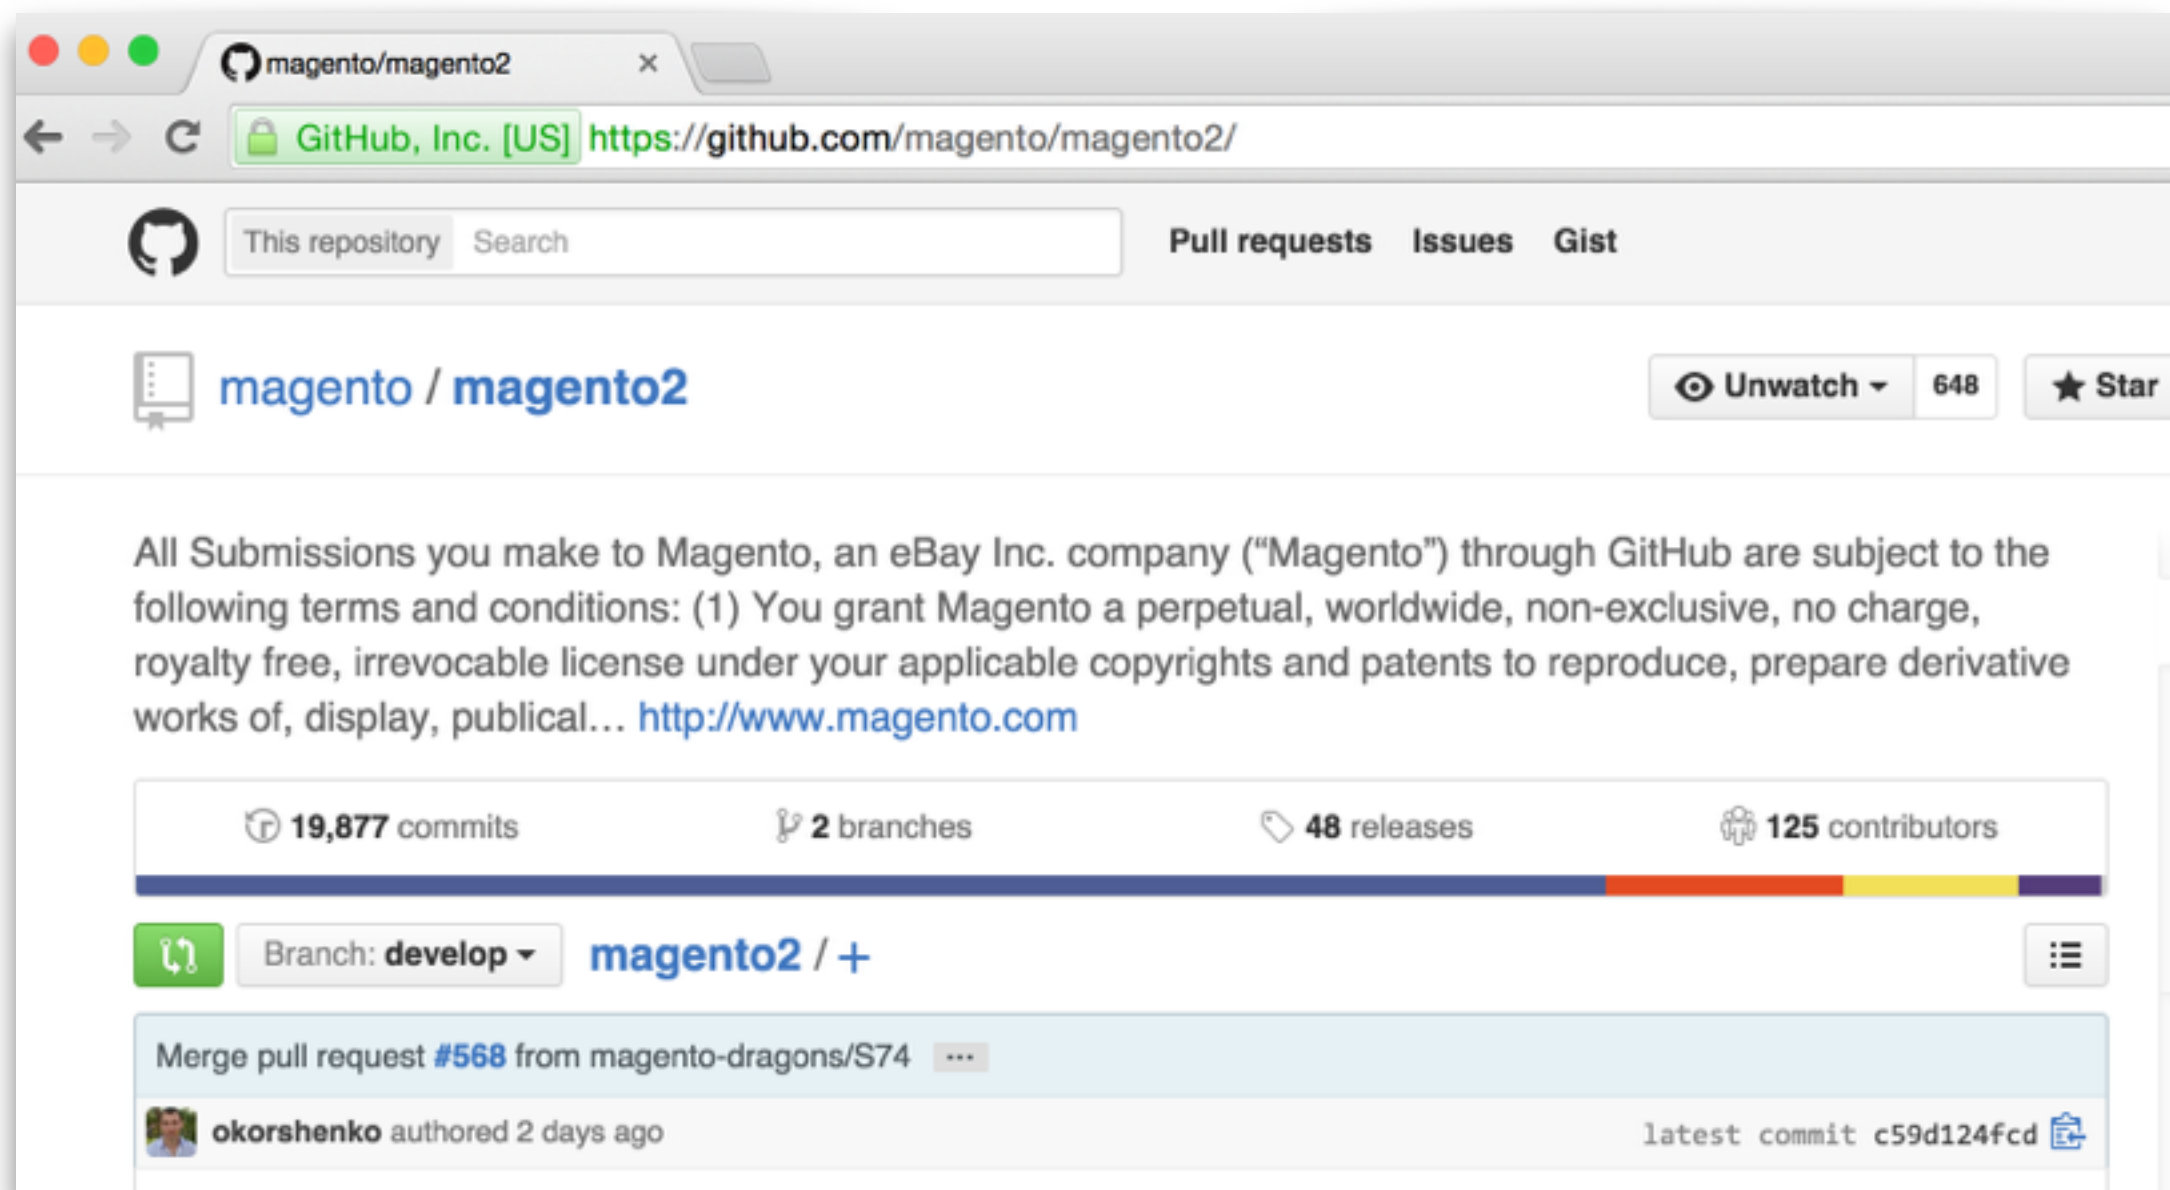 magento/magento2 ×
GitHub, Inc. [US] https://github.com/magento/magento2/
This repository Search Pull requests Issues Gist
magento / magento2 Unwatch 648 Star
All Submissions you make to Magento, an eBay Inc. company (“Magento”) through GitHub are subject to the
following terms and conditions: (1) You grant Magento a perpetual, worldwide, non-exclusive, no charge,
royalty free, irrevocable license under your applicable copyrights and patents to reproduce, prepare derivative
works of, display, publical... http://www.magento.com
19,877 commits 2 branches 48 releases 125 contributors
Branch: develop magento2 / +
Merge pull request #568 from magento-dragons/S74 ...
okorshenko authored 2 days ago latest commit c59d124fcd